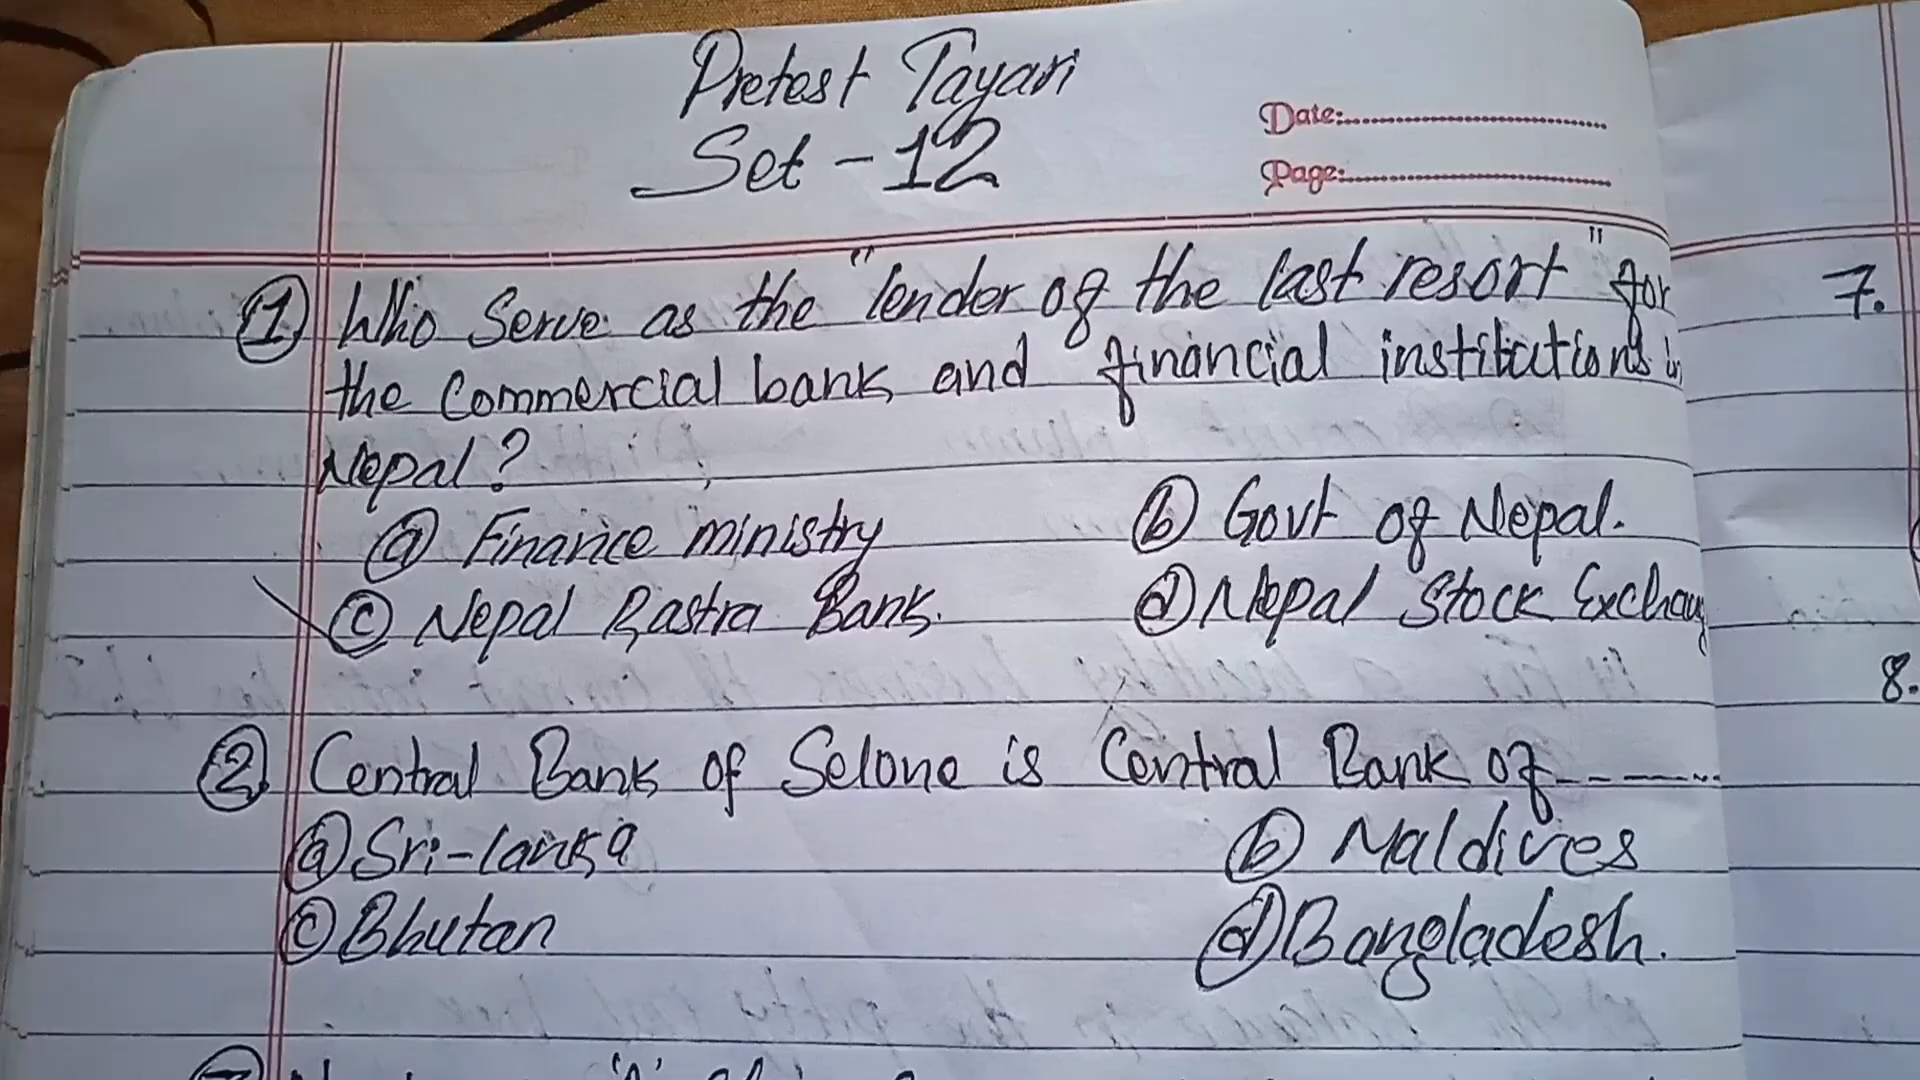 Pretest Tayari
Set - 12
Date:
Page:
① Who Serve as the "lender of the last resort" for
the Commercial bank and financial institutions in
Nepal?
ⓐ Finance ministry ⓑ Govt of Nepal.
ⓒ Nepal Rastra Bank. ⓓ Nepal Stock
② Central Bank of Selone is Central Bank of------
ⓐ Sri-lanka ⓑ Maldives
ⓒ Bhutan ⓓ Bangladesh.
7.
8.